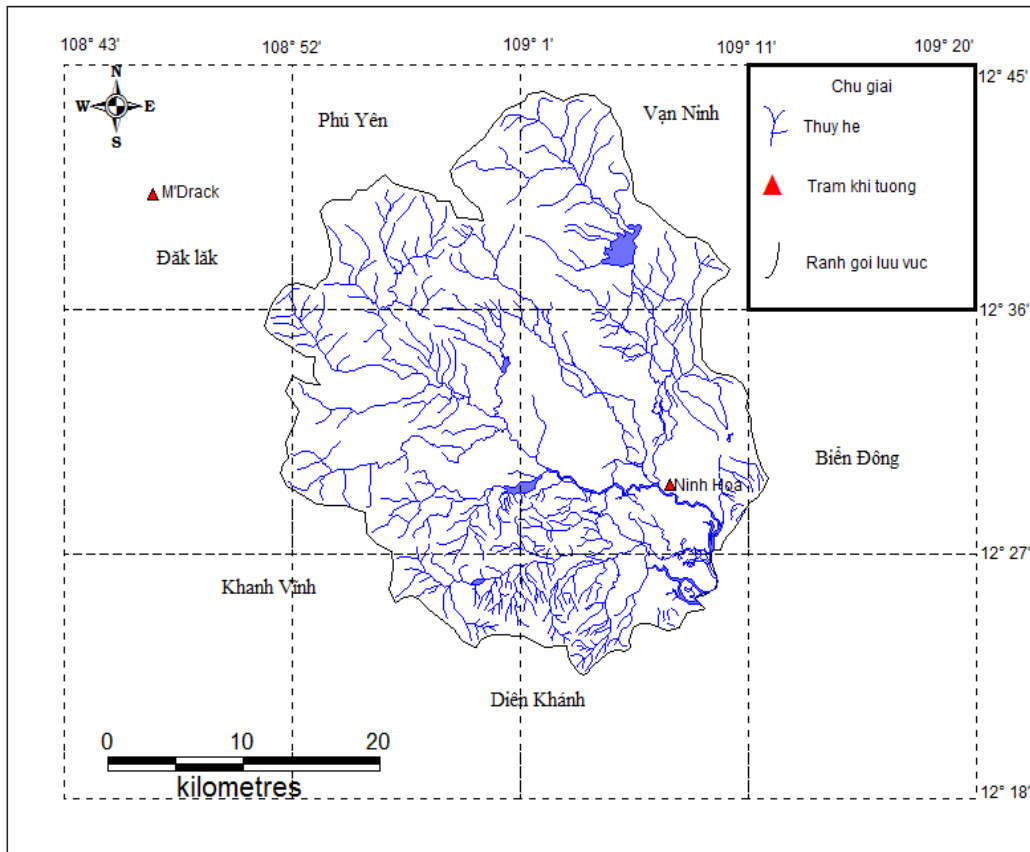 108° 43' 108° 52' 109° 1' 109° 11' 109° 20'
12° 45'
N
W E
S
Phú Yên
Vạn Ninh
Chu giai
Thuy he
Tram khi tuong
Ranh goi luu vuc
M'Drack
Đăk lăk
12° 36'
Biển Đông
Ninh Hoa
12° 27'
Khanh Vĩnh
Diên Khánh
0 10 20
kilometres
12° 18'